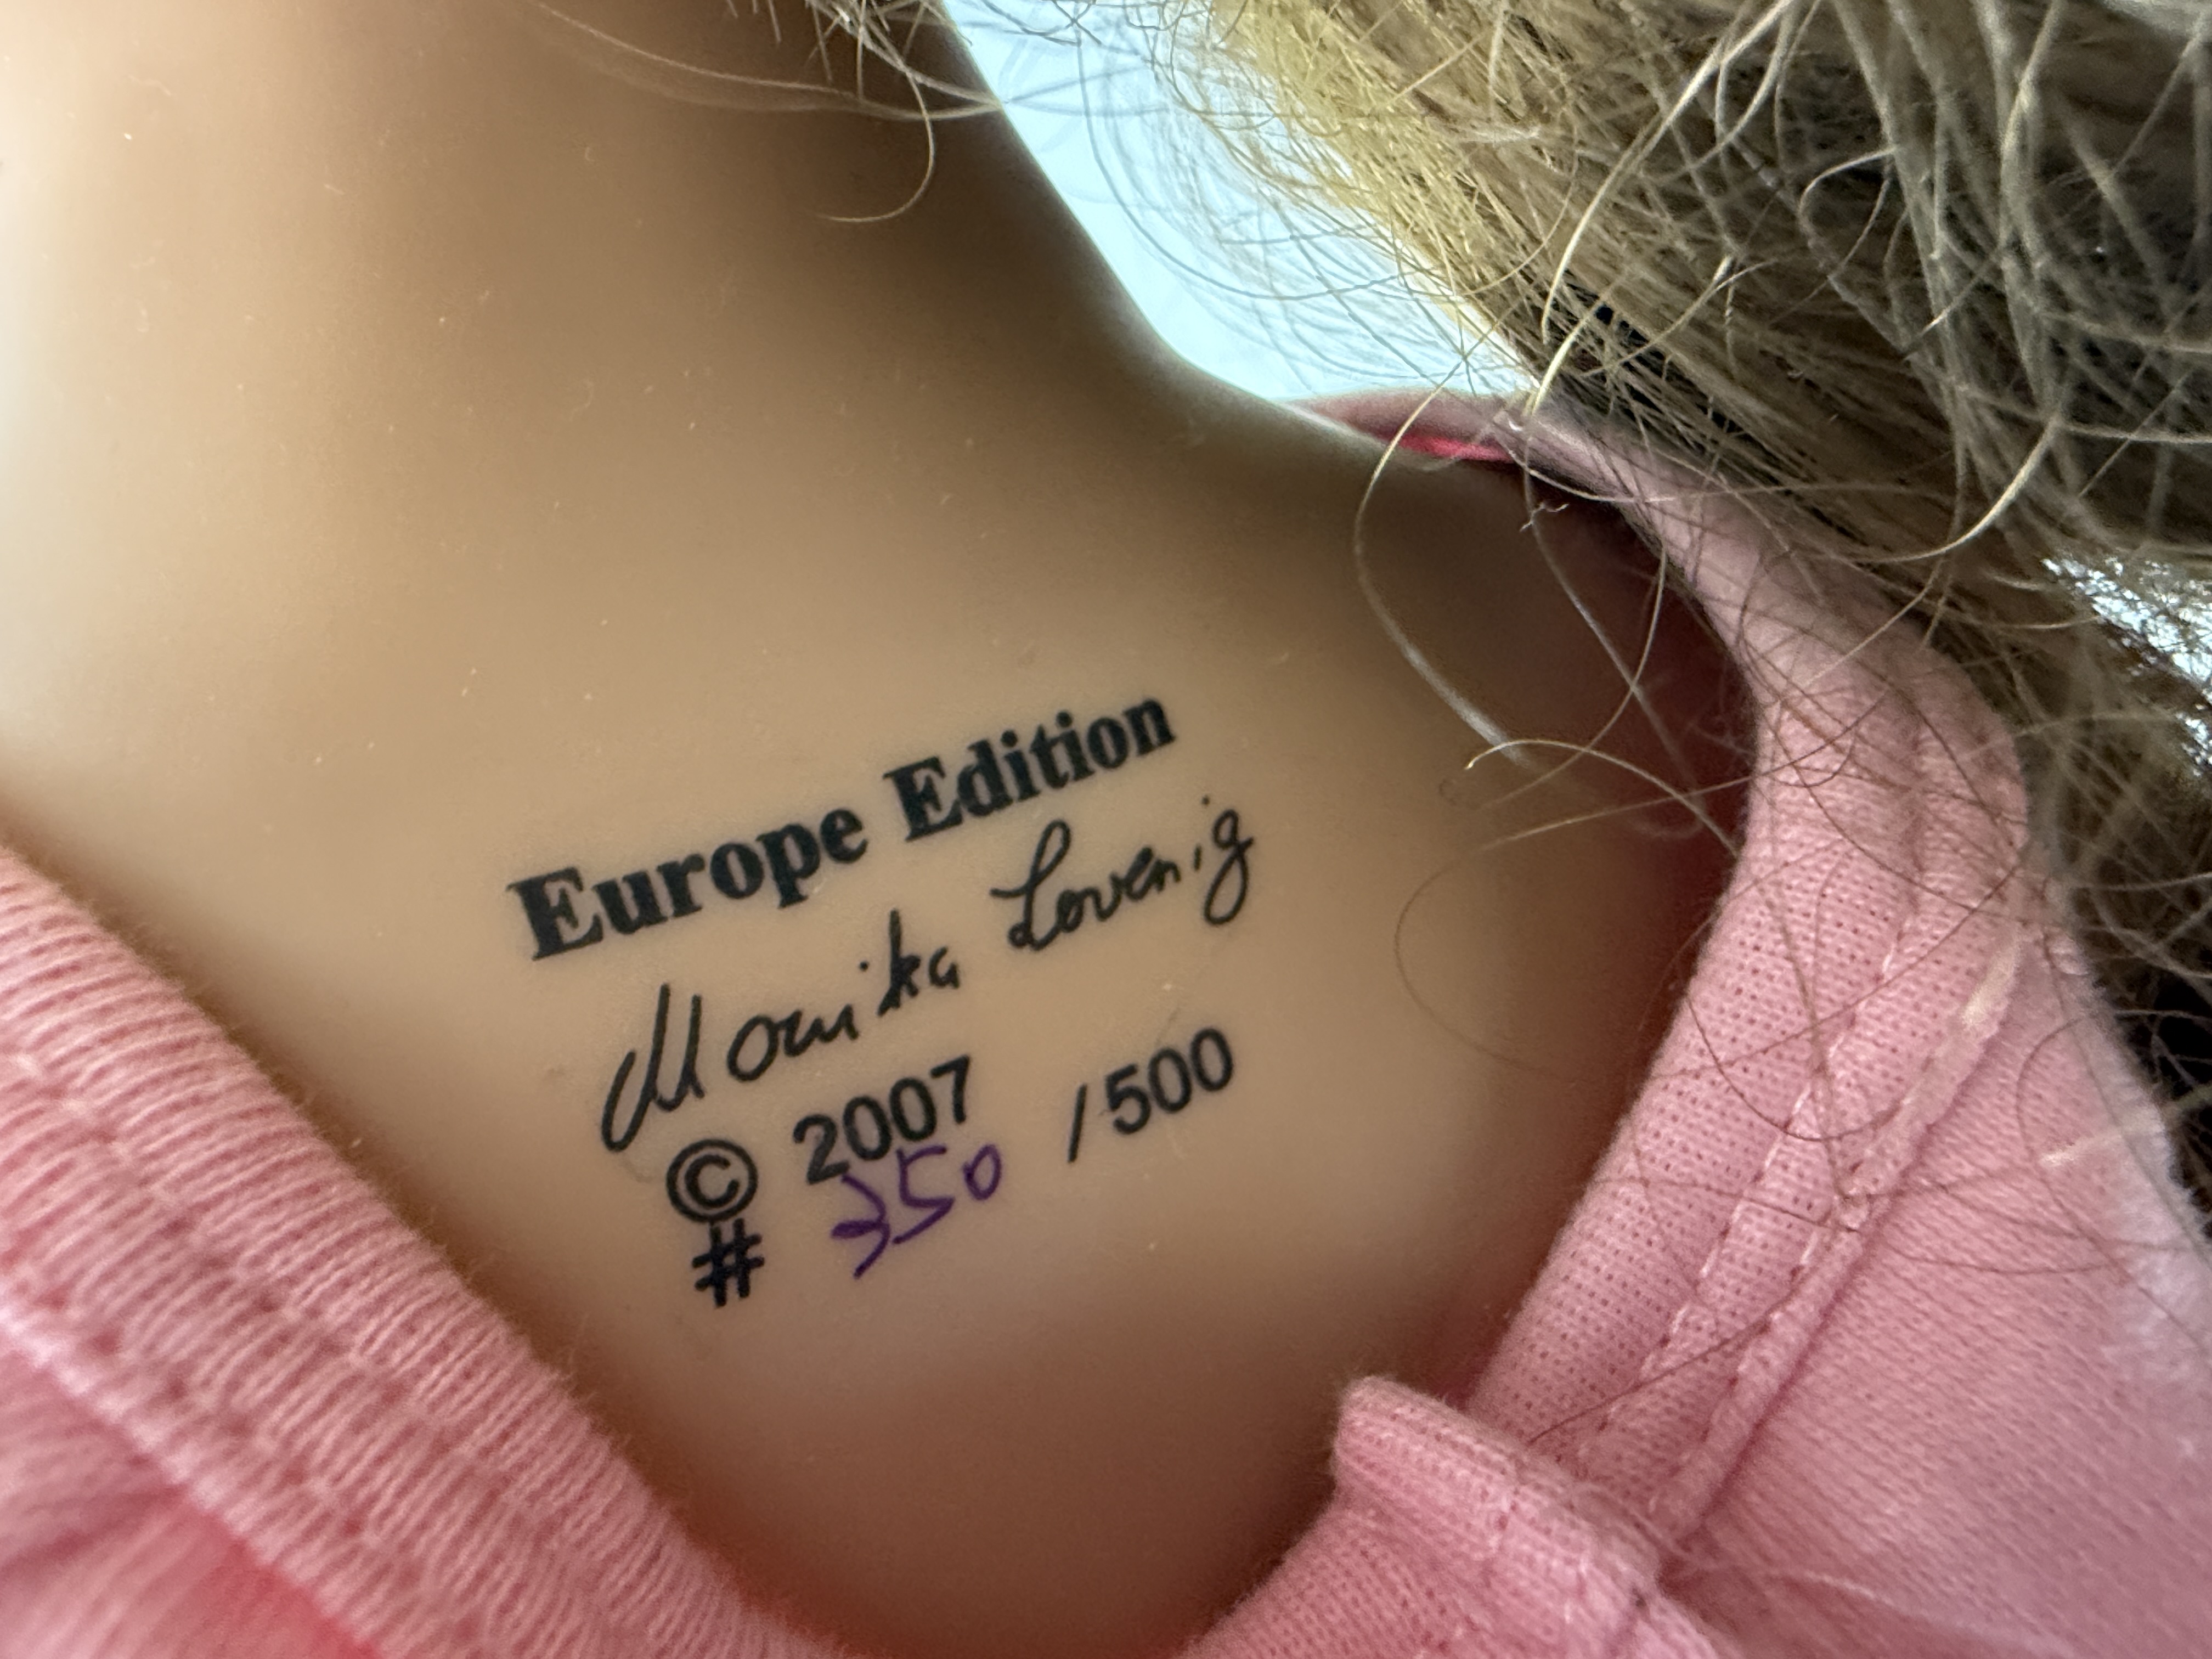 Europe Edition
Monika Levenig
© 2007
# 350 /500